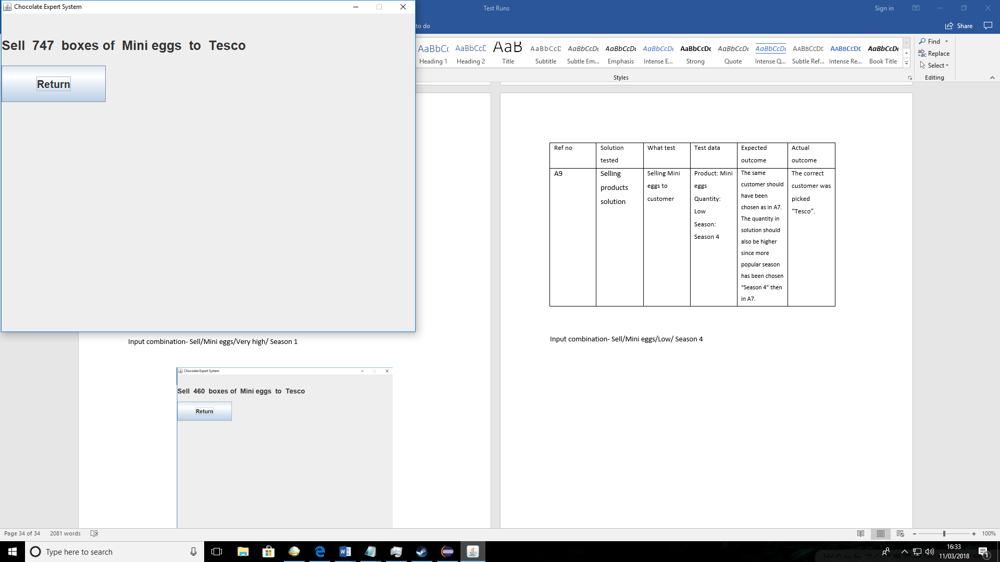 Chocolate Expert System
Sell 747 boxes of Mini eggs to Tesco
Return
Test Runs
Sign in
to do
Share
AaBbCc
AaBbCcD
AaB
AaBbCcD
AaBbCcDc
AaBbCcDc
AaBbCcDc
AaBbCcDc
AaBbCcDc
AaBbCcDc
AaBbCcDd
AaBbCcDd
AaBbCcDc
Heading 1
Heading 2
Title
Subtitle
Subtle Em...
Emphasis
Intense E...
Strong
Quote
Intense Q...
Subtle Ref...
Intense Re...
Book Title
Styles
Find
Replace
Select
Editing
Ref no
Solution
tested
What test
Test data
Expected
outcome
Actual
outcome
A9
Selling
products
solution
Selling Mini
eggs to
customer
Product: Mini
eggs
Quantity:
Low
Season:
Season 4
The same
customer should
have been
chosen as in A7.
The quantity in
solution should
also be higher
since more
popular season
has been chosen
“Season 4” then
in A7.
The correct
customer was
picked
“Tesco”.
Input combination- Sell/Mini eggs/Very high/ Season 1
Chocolate Expert System
Sell 460 boxes of Mini eggs to Tesco
Return
Input combination- Sell/Mini eggs/Low/ Season 4
Page 34 of 34
2081 words
100%
Type here to search
16:33
11/03/2018
1